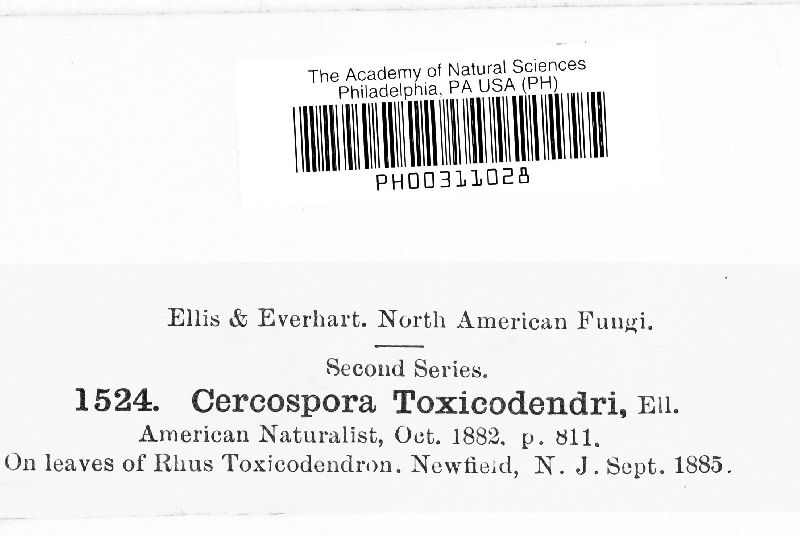 The Academy of Natural Sciences
Philadelphia, PA USA (PH)
PH00311028
Ellis & Everhart. North American Fungi.
Second Series.
1524. Cercospora Toxicodendri, Ell.
American Naturalist, Oct. 1882. p. 811.
On leaves of Rhus Toxicodendron. Newfield, N. J. Sept. 1885.